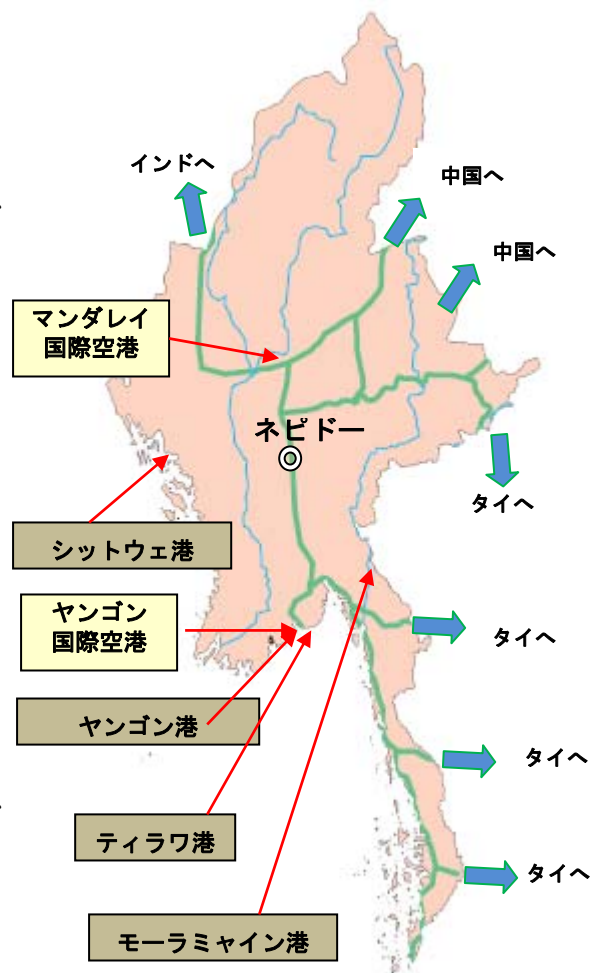 インドへ
中国へ
中国へ
マンダレイ
国際空港
ネピドー
タイへ
シットウェ港
ヤンゴン
国際空港
タイへ
ヤンゴン港
タイへ
ティラワ港
タイへ
モーラミャイン港